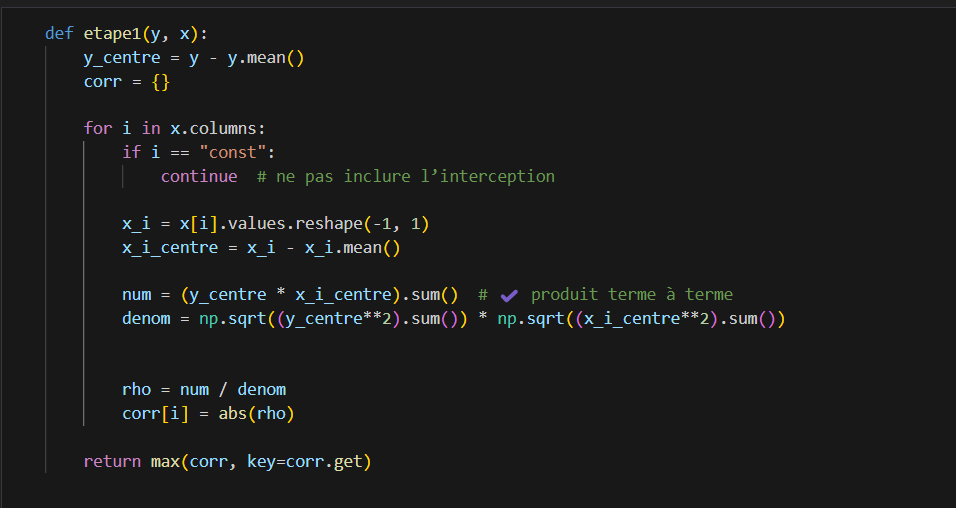 def etape1(y, x):
    y_centre = y - y.mean()
    corr = {}
    for i in x.columns:
        if i == "const":
            continue  # ne pas inclure l’interception
        x_i = x[i].values.reshape(-1, 1)
        x_i_centre = x_i - x_i.mean()
        num = (y_centre * x_i_centre).sum()  # ✔ produit terme à terme
        denom = np.sqrt((y_centre**2).sum()) * np.sqrt((x_i_centre**2).sum())
        rho = num / denom
        corr[i] = abs(rho)
    return max(corr, key=corr.get)